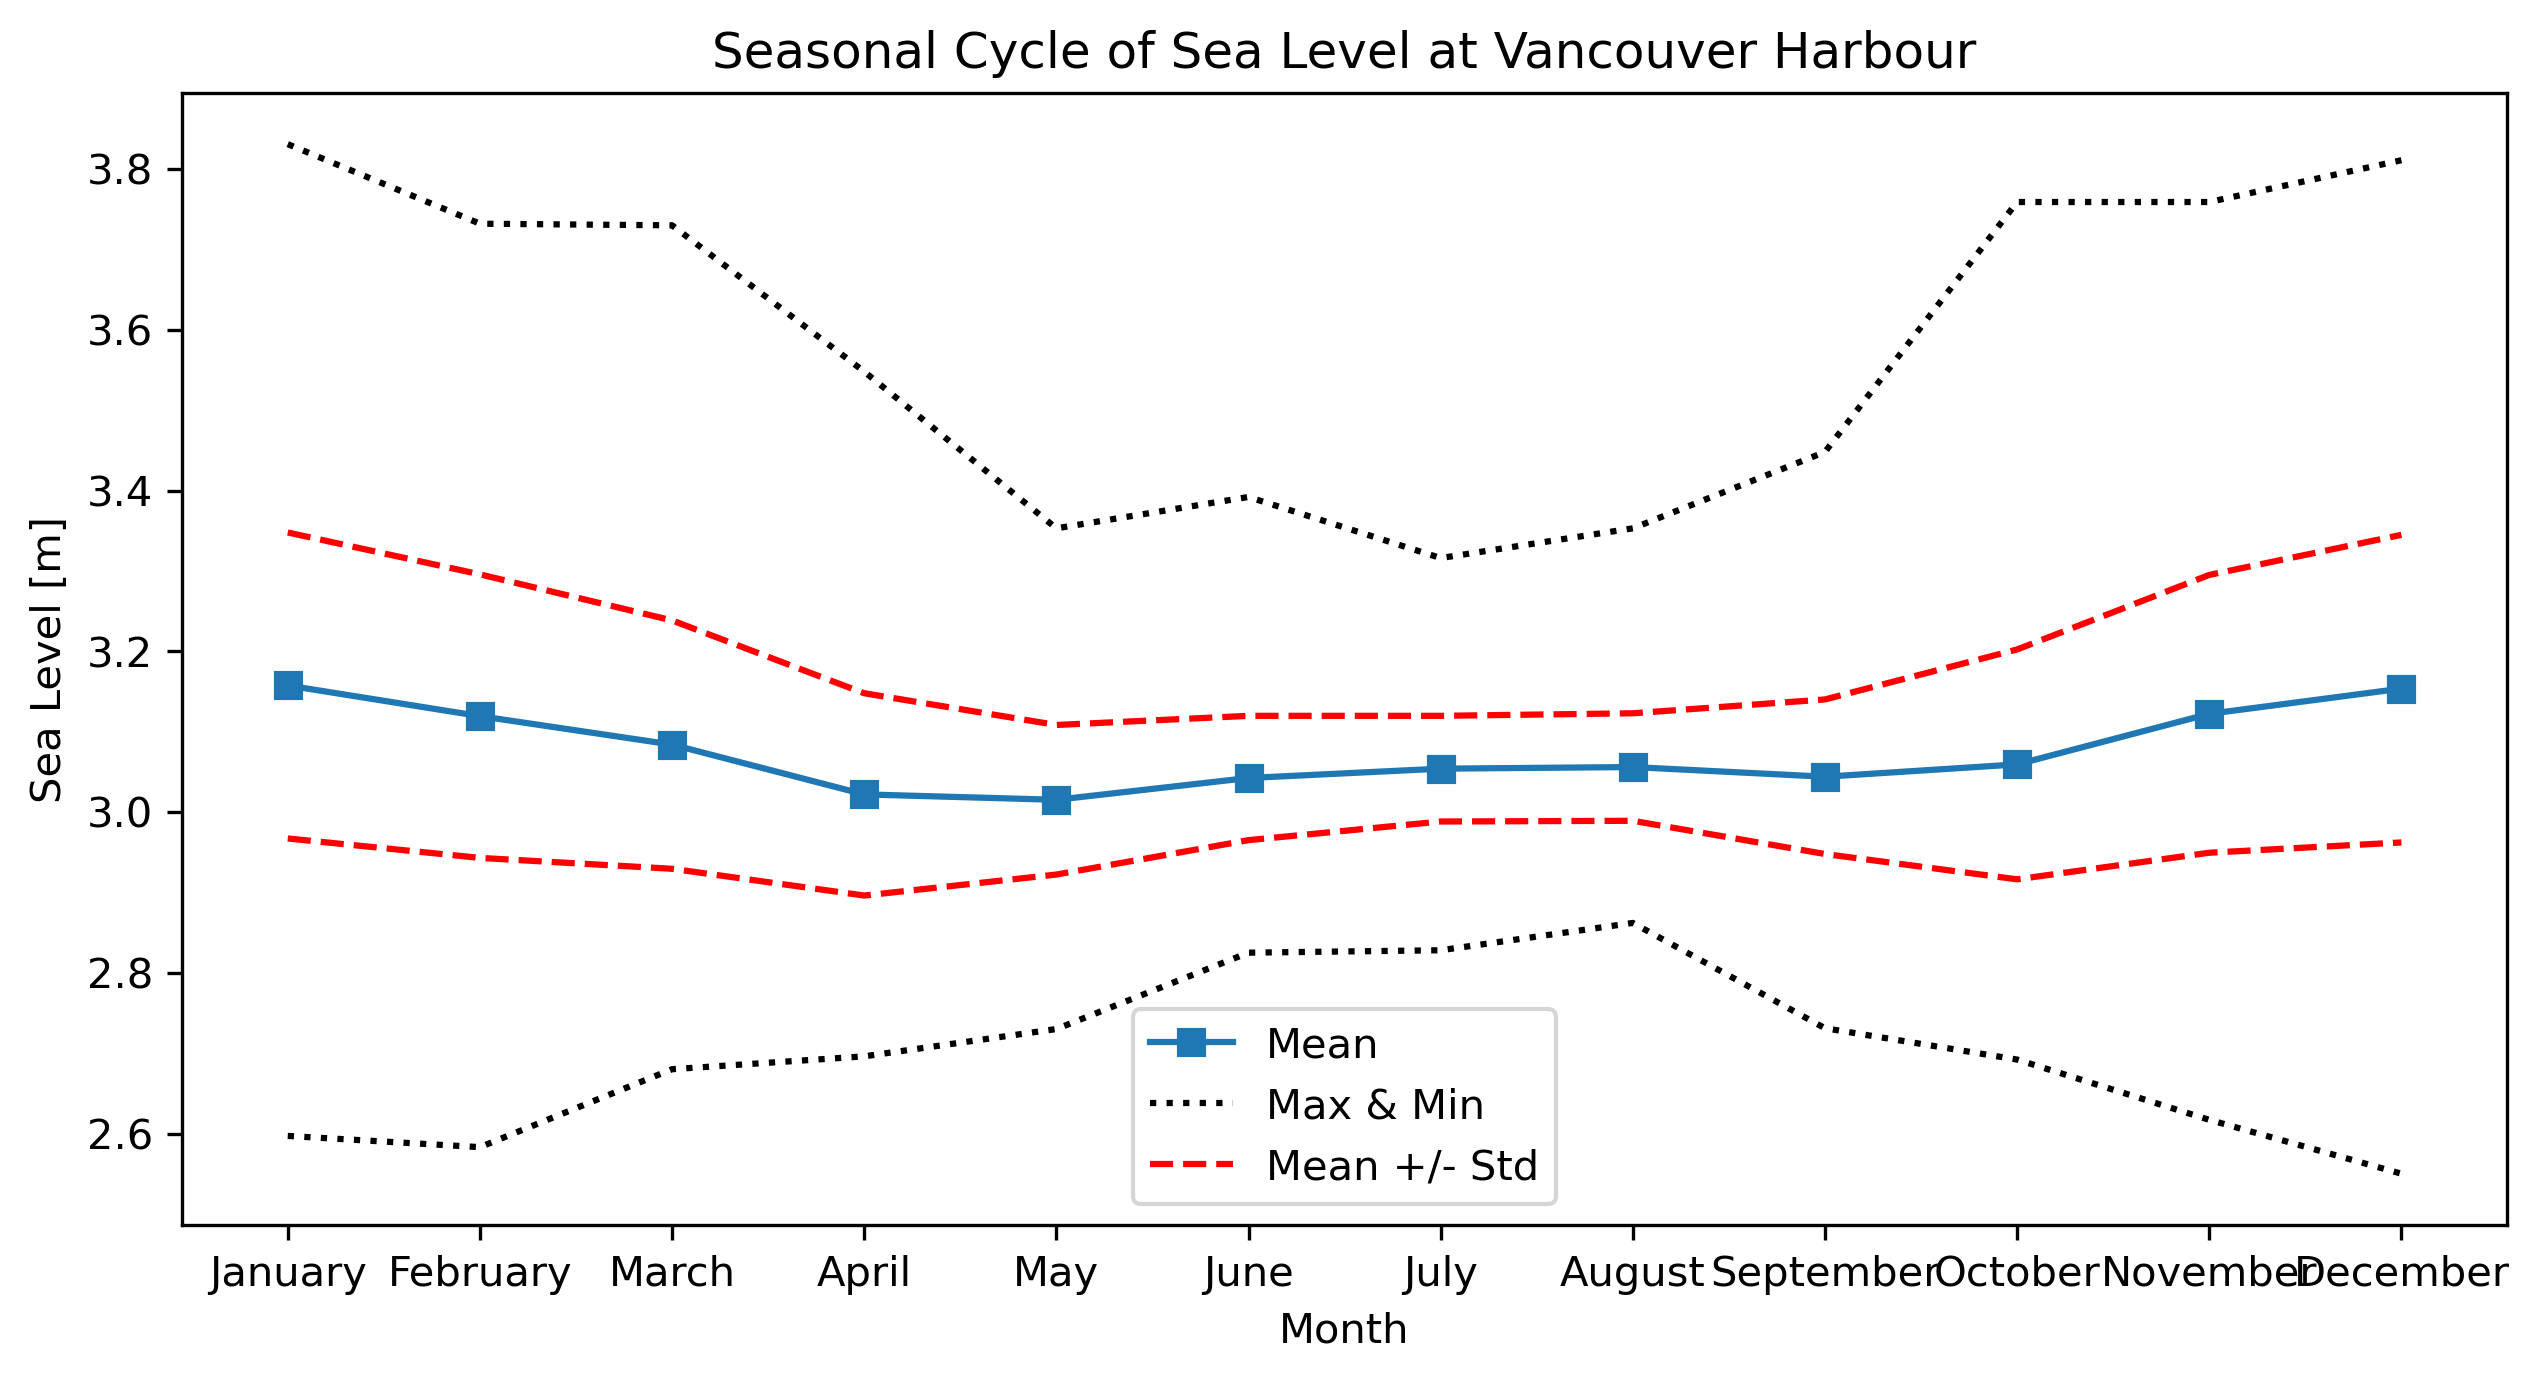 Seasonal Cycle of Sea Level at Vancouver Harbour
Sea Level [m]
3.8
3.6
3.4
3.2
3.0
2.8
2.6
Mean
Max & Min
Mean +/- Std
January February March April May June July August September October November December
Month